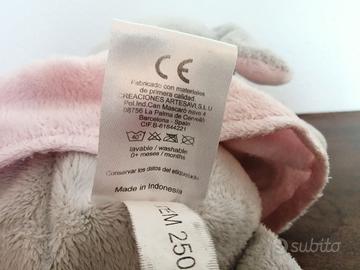 CE
Fabricado con materiales
de primera calidad
CREACIONES ARTESAVI,S.L.U
Pol.Ind.Can Mascaró nave 4
08756 La Palma de Cervelló
Barcelona - Spain
CIF B-61644221
40
lavable / washable
0+ meses / months
Conservar los datos del etiquetado
Made in Indonesia
TEM 250
subito